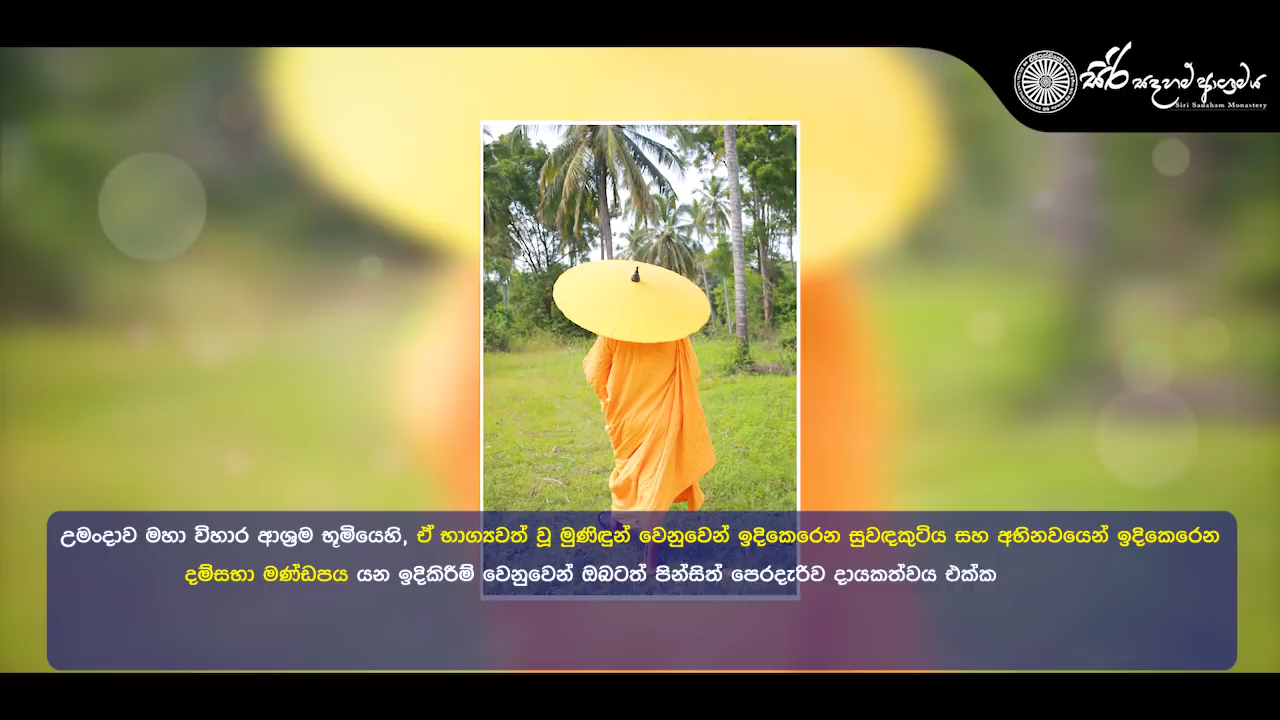 සිරි සදහම් ආශ්‍රමය
Siri Sadaham Monastery
උමංදාව මහා විහාර ආශ්‍රම භූමියෙහි, ඒ භාග්‍යවත් වූ මුණිඳුන් වෙනුවෙන් ඉදිකෙරෙන සුවඳකුටිය සහ අභිනවයෙන් ඉදිකෙරෙන
දම්සභා මණ්ඩපය යන ඉදිකිරීම් වෙනුවෙන් ඔබටත් පින්සිත් පෙරදැරිව දායකත්වය එක්ක